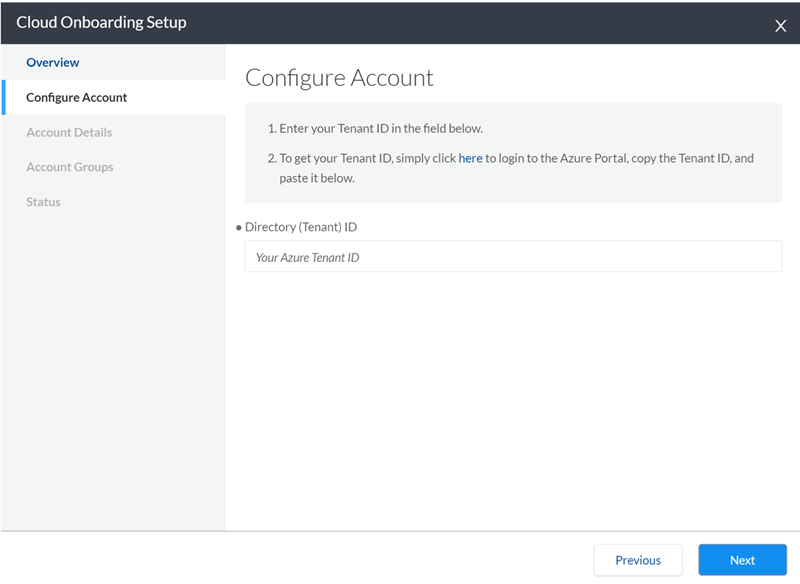 Cloud Onboarding Setup
X
Overview
Configure Account
Account Details
Account Groups
Status
Configure Account
1. Enter your Tenant ID in the field below.
2. To get your Tenant ID, simply click here to login to the Azure Portal, copy the Tenant ID, and
paste it below.
• Directory (Tenant) ID
Your Azure Tenant ID
Previous
Next